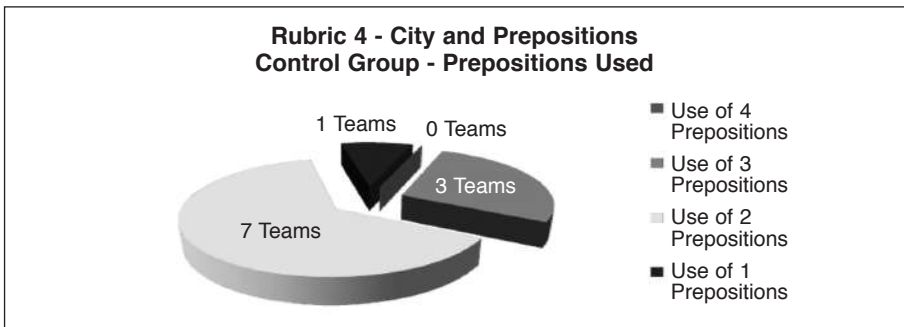 Rubric 4 - City and Prepositions
Control Group - Prepositions Used
1 Teams
0 Teams
3 Teams
7 Teams
Use of 4
Prepositions
Use of 3
Prepositions
Use of 2
Prepositions
Use of 1
Prepositions